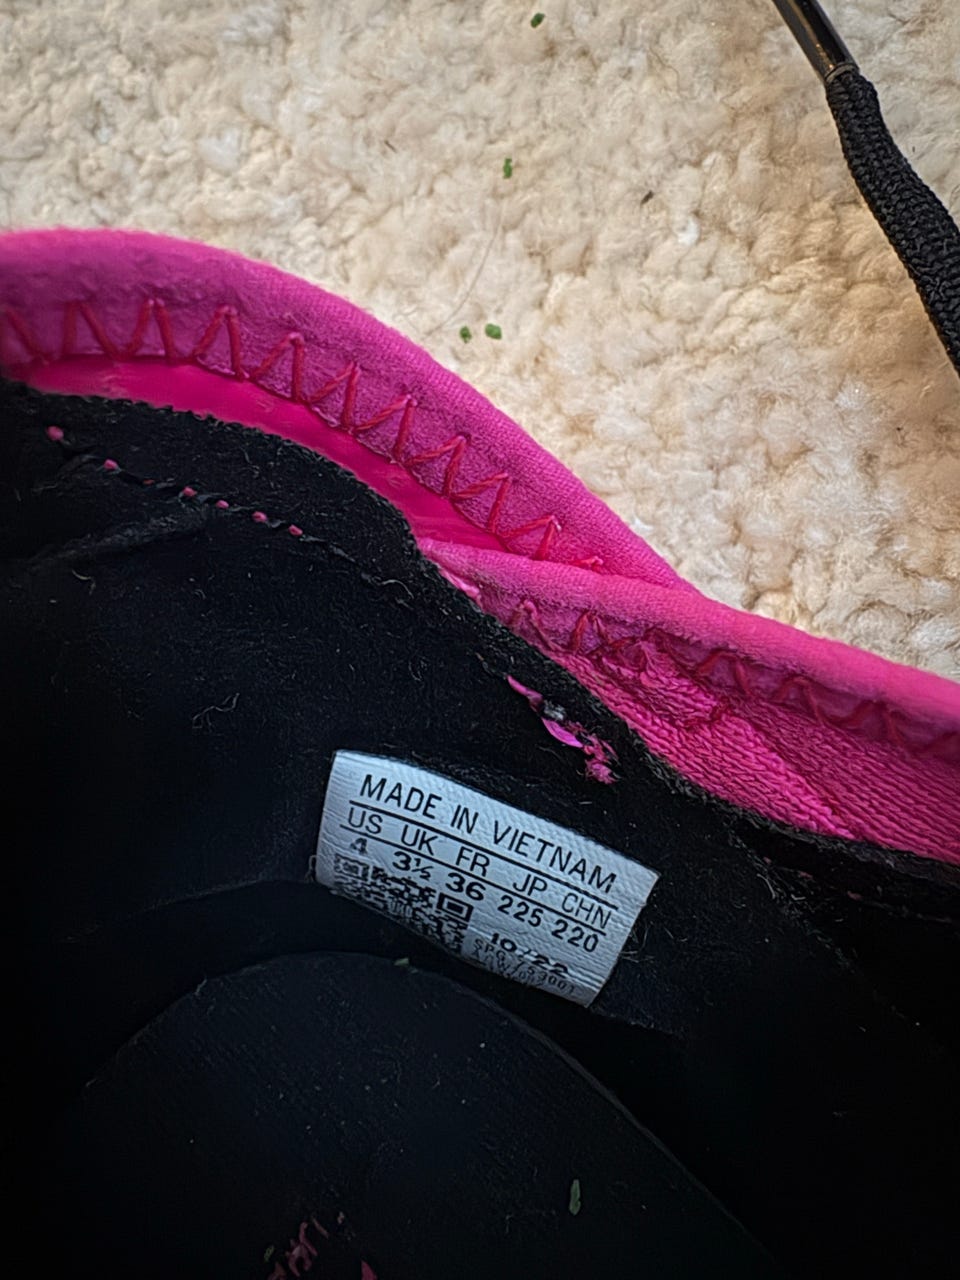 MADE IN VIETNAM
US UK FR JP CHN
4 3½ 36 225 220
10/22